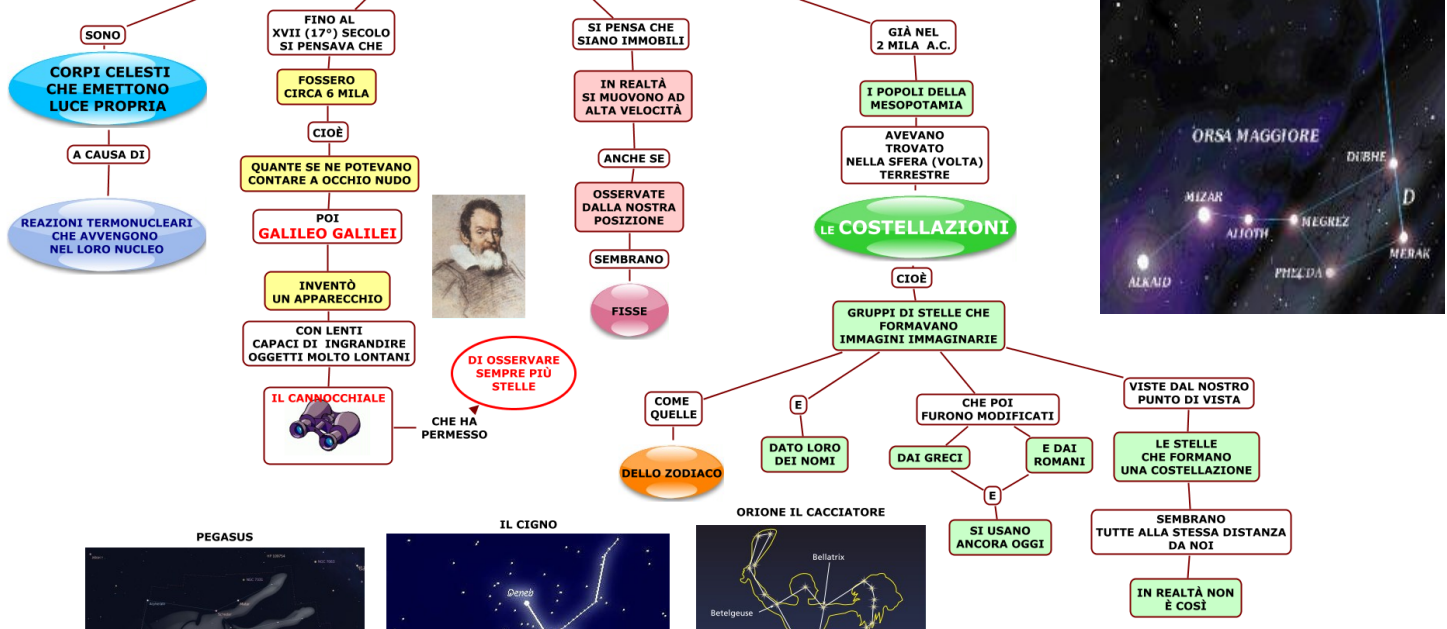 SONO
CORPI CELESTI
CHE EMETTONO
LUCE PROPRIA
A CAUSA DI
REAZIONI TERMONUCLEARI
CHE AVVENGONO
NEL LORO NUCLEO
FINO AL
XVII (17°) SECOLO
SI PENSAVA CHE
FOSSERO
CIRCA 6 MILA
CIOÈ
QUANTE SE NE POTEVANO
CONTARE A OCCHIO NUDO
POI
GALILEO GALILEI
INVENTÒ
UN APPARECCHIO
CON LENTI
CAPACI DI INGRANDIRE
OGGETTI MOLTO LONTANI
IL CANNOCCHIALE
CHE HA
PERMESSO
DI OSSERVARE
SEMPRE PIÙ
STELLE
SI PENSA CHE
SIANO IMMOBILI
IN REALTÀ
SI MUOVONO AD
ALTA VELOCITÀ
ANCHE SE
OSSERVATE
DALLA NOSTRA
POSIZIONE
SEMBRANO
FISSE
GIÀ NEL
2 MILA A.C.
I POPOLI DELLA
MESOPOTAMIA
AVEVANO
TROVATO
NELLA SFERA (VOLTA)
TERRESTRE
LE COSTELLAZIONI
CIOÈ
GRUPPI DI STELLE CHE
FORMAVANO
IMMAGINI IMMAGINARIE
COME
QUELLE
DELLO ZODIACO
E
DATO LORO
DEI NOMI
CHE POI
FURONO MODIFICATI
DAI GRECI
E DAI
ROMANI
E
SI USANO
ANCORA OGGI
VISTE DAL NOSTRO
PUNTO DI VISTA
LE STELLE
CHE FORMANO
UNA COSTELLAZIONE
SEMBRANO
TUTTE ALLA STESSA DISTANZA
DA NOI
IN REALTÀ NON
È COSÌ
ORSA MAGGIORE
DUBHE
D
MIZAR
ALIOTH
MEGREZ
MERAK
PHECDA
ALKAID
PEGASUS
IL CIGNO
Deneb
ORIONE IL CACCIATORE
Bellatrix
Betelgeuse